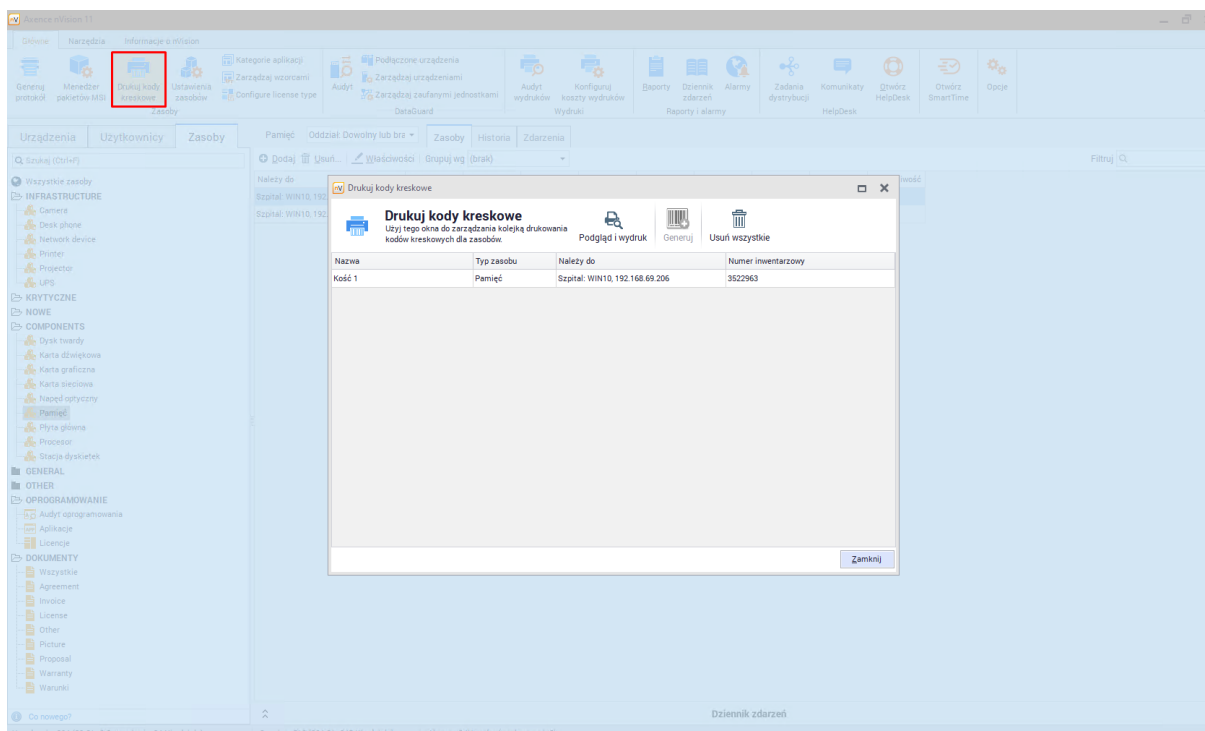 Axence nVision 11
Główne Narzędzia Informacje o nVision
Generuj protokół
Menedżer pakietów MSI
Drukuj kody kreskowe
Ustawienia zasobów
Kategorie aplikacji
Zarządzaj wzorcami
Configure license type
Zasoby
Audyt
Podłączone urządzenia
Zarządzaj urządzeniami
Zarządzaj zaufanymi jednostkami
DataGuard
Audyt wydruków
Konfiguruj koszty wydruków
Wydruki
Raporty
Dziennik zdarzeń
Alarmy
Raporty i alarmy
Zadania dystrybucji
Komunikaty
Otwórz HelpDesk
HelpDesk
Otwórz SmartTime
Opcje
Urządzenia Użytkownicy Zasoby
Pamięć Oddział: Dowolny lub bra Zasoby Historia Zdarzenia
Szukaj (Ctrl+F)
Dodaj Usuń... Właściwości Grupuj wg (brak) Filtruj
Należy do
Szpital: WIN10, 192.
Szpital: WIN10, 192.
Wszystkie zasoby
INFRASTRUCTURE
Camera
Desk phone
Network device
Printer
Projector
UPS
KRYTYCZNE
NOWE
COMPONENTS
Dysk twardy
Karta dźwiękowa
Karta graficzna
Karta sieciowa
Napęd optyczny
Pamięć
Płyta główna
Procesor
Stacja dyskietek
GENERAL
OTHER
OPROGRAMOWANIE
Audyt oprogramowania
Aplikacje
Licencje
DOKUMENTY
Wszystkie
Agreement
Invoice
License
Other
Picture
Proposal
Warranty
Warunki
Co nowego?
Drukuj kody kreskowe
Drukuj kody kreskowe
Użyj tego okna do zarządzania kolejką drukowania
kodów kreskowych dla zasobów.
Podgląd i wydruk Generuj Usuń wszystkie
Nazwa Typ zasobu Należy do Numer inwentarzowy
Kość 1 Pamięć Szpital: WIN10, 192.168.69.206 3522963
Zamknij
Dziennik zdarzeń